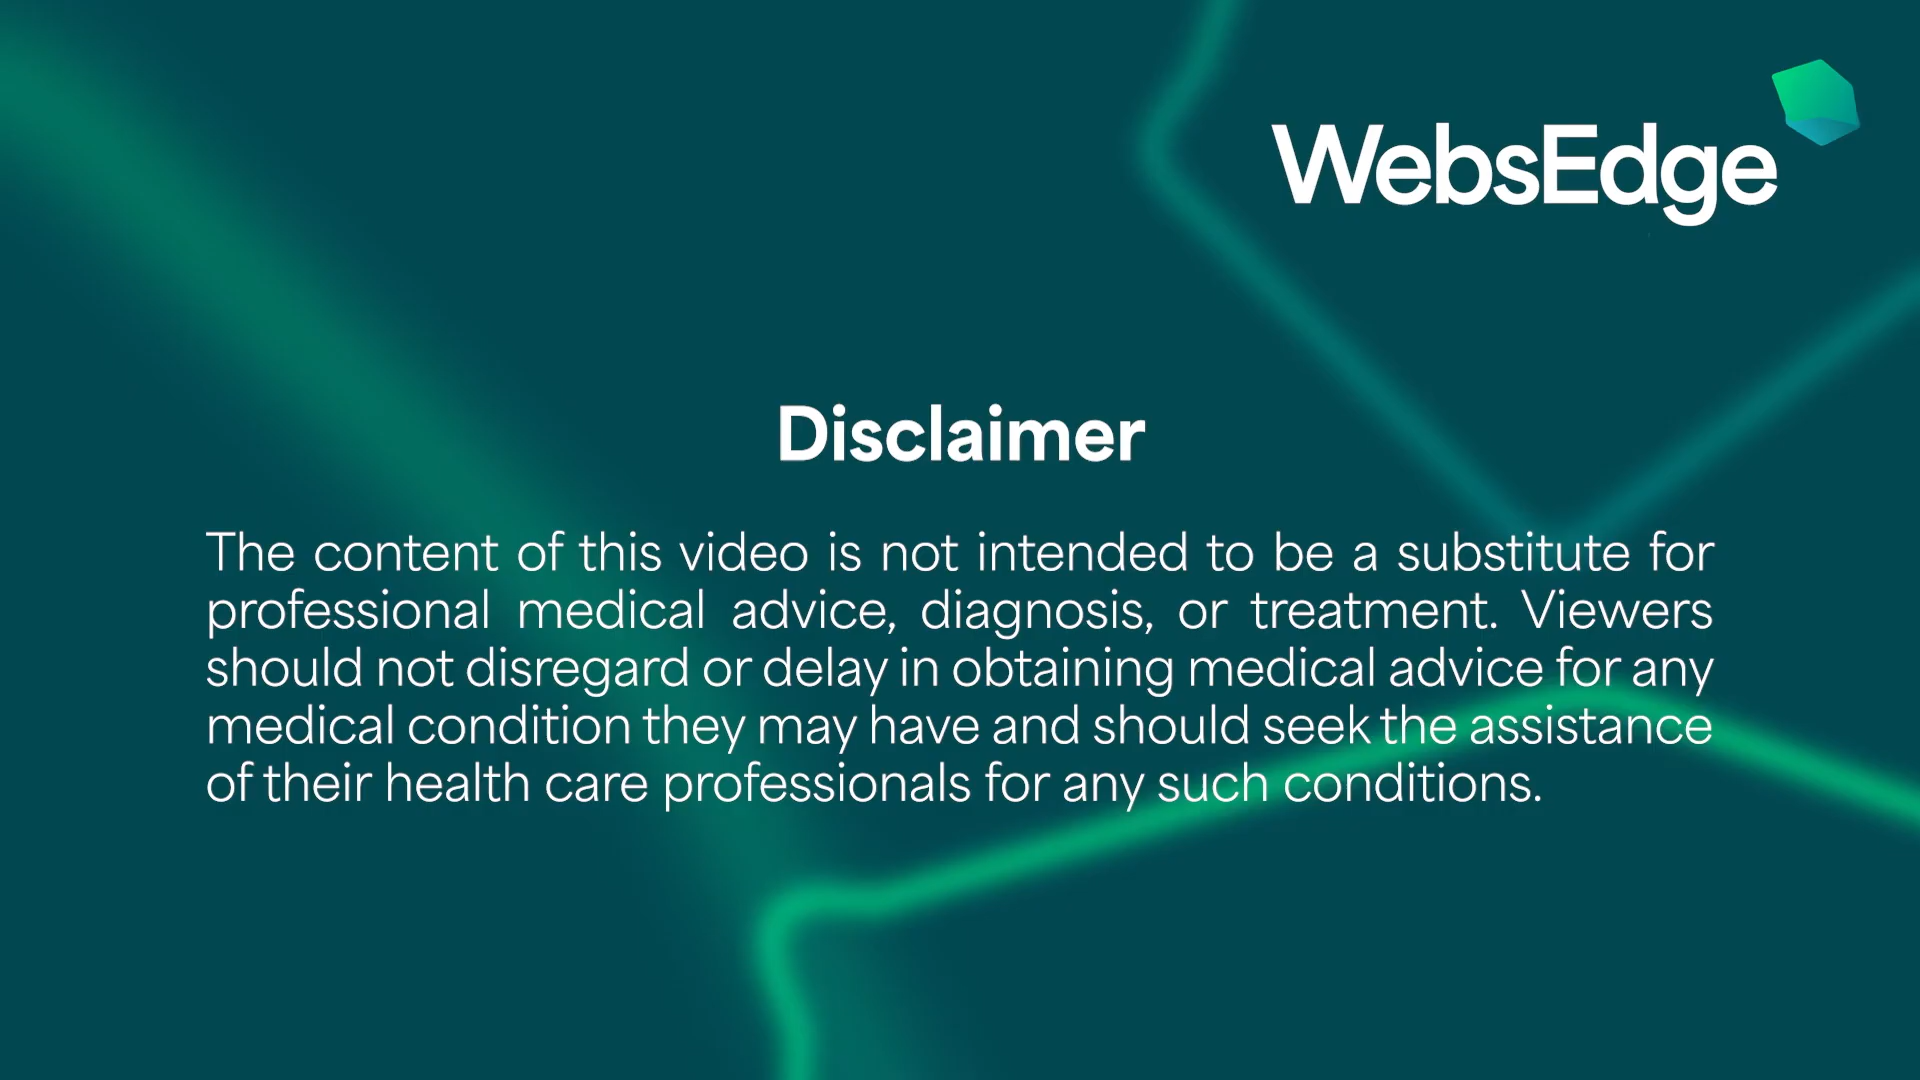 WebsEdge
Disclaimer
The content of this video is not intended to be a substitute for
professional medical advice, diagnosis, or treatment. Viewers
should not disregard or delay in obtaining medical advice for any
medical condition they may have and should seek the assistance
of their health care professionals for any such conditions.